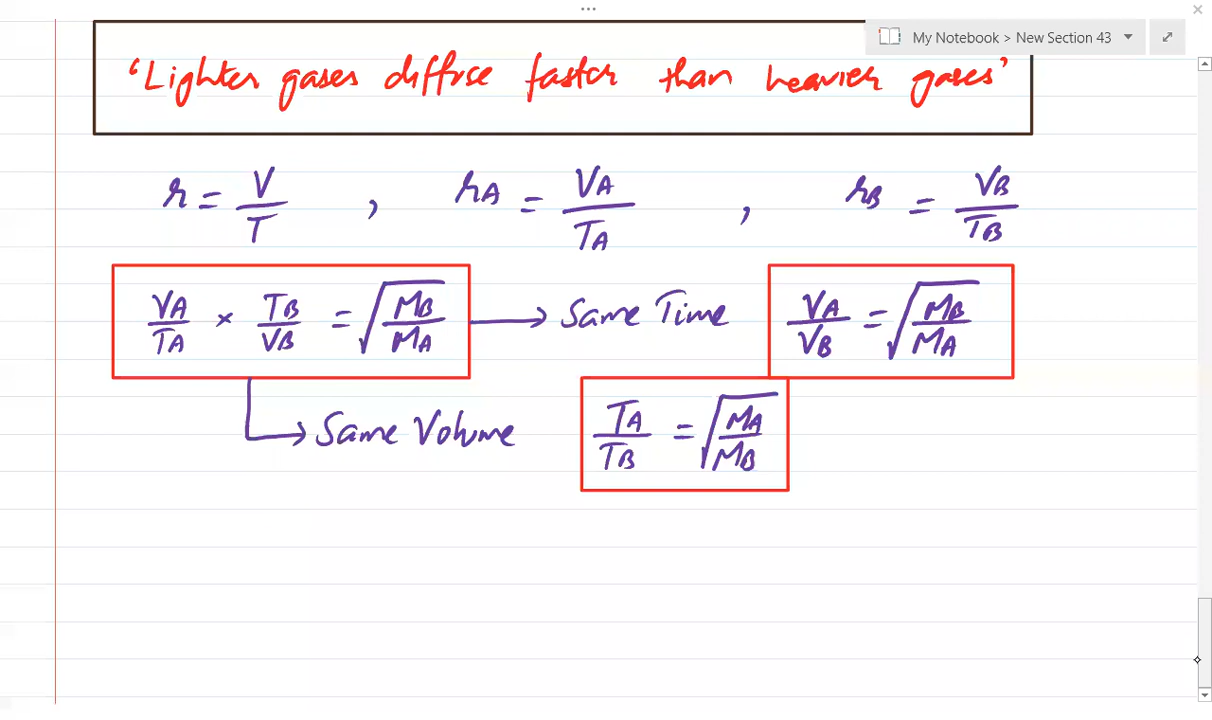 My Notebook > New Section 43
'Lighter gases diffuse faster than heavier gases'
r = V/T , rA = VA/TA , rB = VB/TB
VA/TA × TB/VB = √(MB/MA) → Same Time VA/VB = √(MB/MA)
→ Same Volume TA/TB = √(MA/MB)